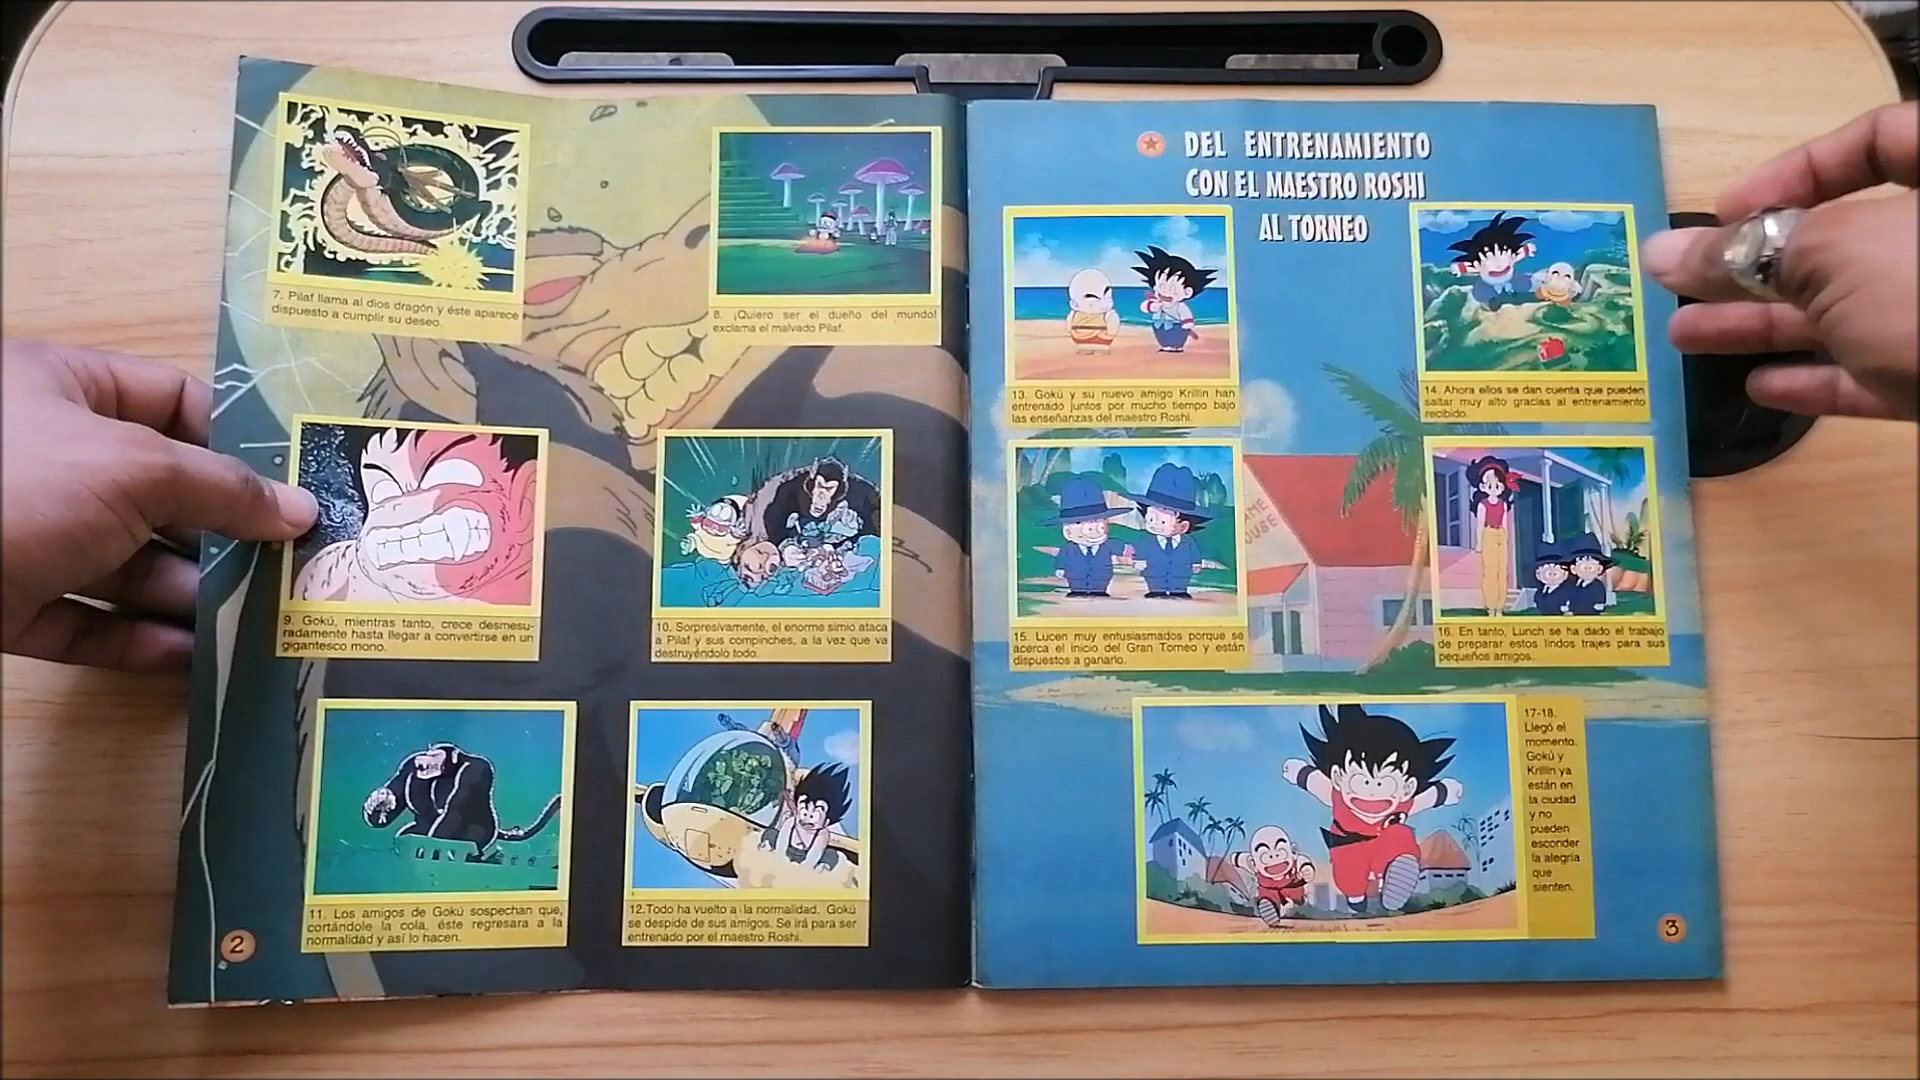 7. Pilaf llama al dios dragón y éste aparece
dispuesto a cumplir su deseo.
8. ¡Quiero ser el dueño del mundo!
exclama el malvado Pilaf.
9. Gokú, mientras tanto, crece desmesu-
radamente hasta llegar a convertirse en un
gigantesco mono.
10. Sorpresivamente, el enorme simio ataca
a Pilaf y sus compinches, a la vez que va
destruyéndolo todo.
11. Los amigos de Gokú sospechan que,
cortándole la cola, éste regresara a la
normalidad y así lo hacen.
12.Todo ha vuelto a la normalidad. Gokú
se despide de sus amigos. Se irá para ser
entrenado por el maestro Roshi.
2
DEL ENTRENAMIENTO
CON EL MAESTRO ROSHI
AL TORNEO
13. Gokú y su nuevo amigo Krillin han
entrenado juntos por mucho tiempo bajo
las enseñanzas del maestro Roshi.
14. Ahora ellos se dan cuenta que pueden
saltar muy alto gracias al entrenamiento
recibido.
15. Lucen muy entusiasmados porque se
acerca el inicio del Gran Torneo y están
dispuestos a ganarlo.
16. En tanto, Lunch se ha dado el trabajo
de preparar estos lindos trajes para sus
pequeños amigos.
17-18.
Llegó el
momento.
Gokú y
Krillin ya
están en
la ciudad
y no
pueden
esconder
la alegría
que
sienten.
3